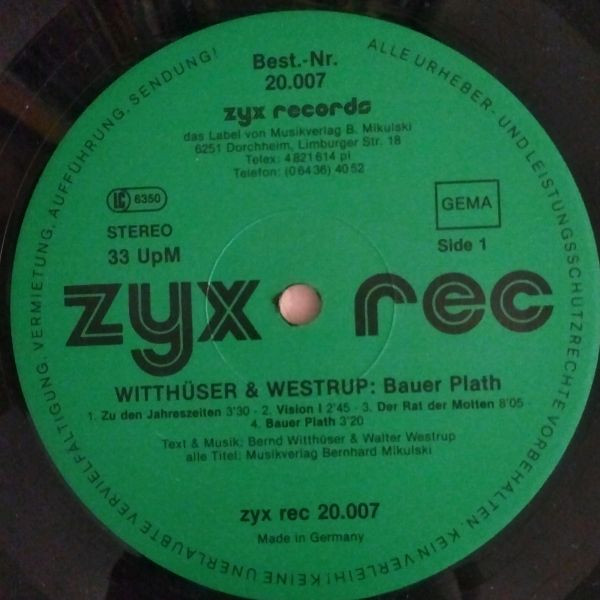 Best.-Nr.
20.007
zyx records
das Label von Musikverlag B. Mikulski
6251 Dorchheim, Limburger Str. 18
Telex: 4821614 pi
Telefon: (06436) 4052
LC 6350
GEMA
STEREO
33 UpM
Side 1
zyx rec
WITTHÜSER & WESTRUP: Bauer Plath
1. Zu den Jahreszeiten 3'30 - 2. Vision I 2'45 - 3. Der Rat der Motten 8'05 -
4. Bauer Plath 3'20
Text & Musik: Bernd Witthüser & Walter Westrup
alle Titel: Musikverlag Bernhard Mikulski
zyx rec 20.007
Made in Germany
ALLE URHEBER- UND LEISTUNGSSCHUTZRECHTE VORBEHALTEN. KEIN VERLEIH! KEINE UNERLAUBTE VERVIELFÄLTIGUNG, VERMIETUNG, AUFFÜHRUNG, SENDUNG!